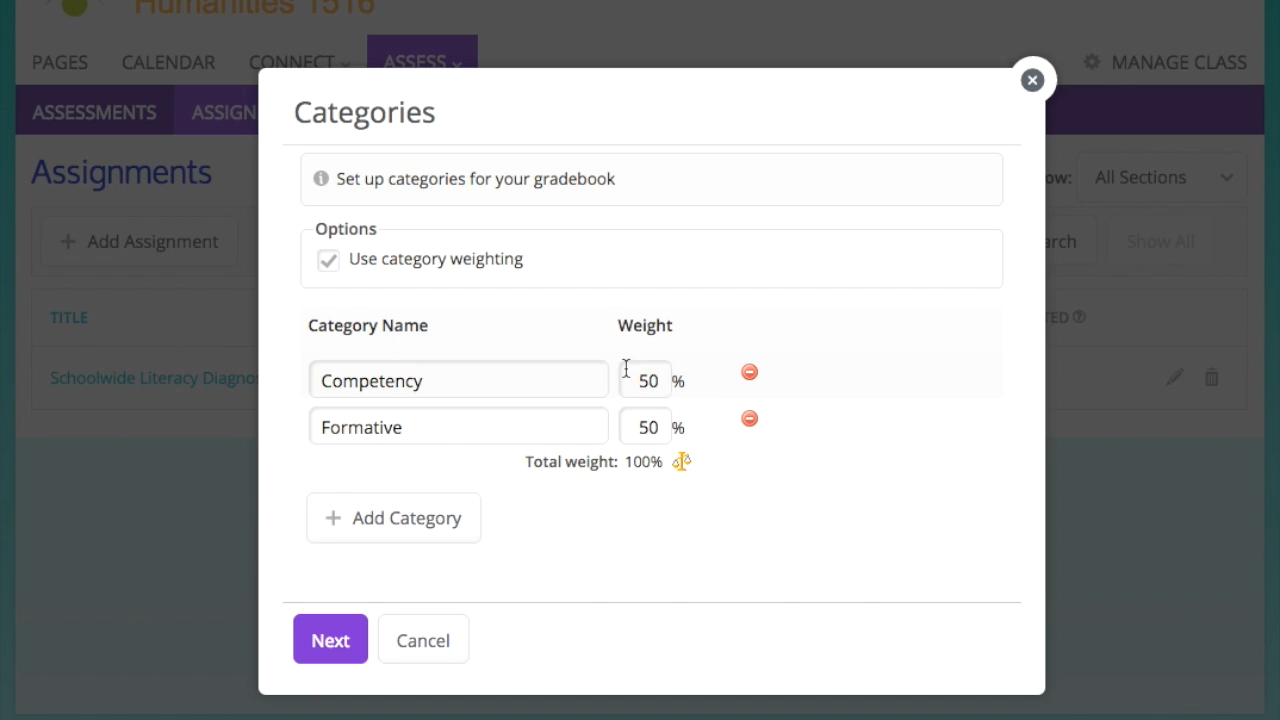 Humanities 1516
PAGES CALENDAR CONNECT ASSESS MANAGE CLASS
ASSESSMENTS
Categories
Assignments
Set up categories for your gradebook
All Sections
Options
Add Assignment
Use category weighting
Show All
TITLE
Category Name Weight
Schoolwide Literacy
Competency 50 %
Formative 50 %
Total weight: 100%
Add Category
Next Cancel